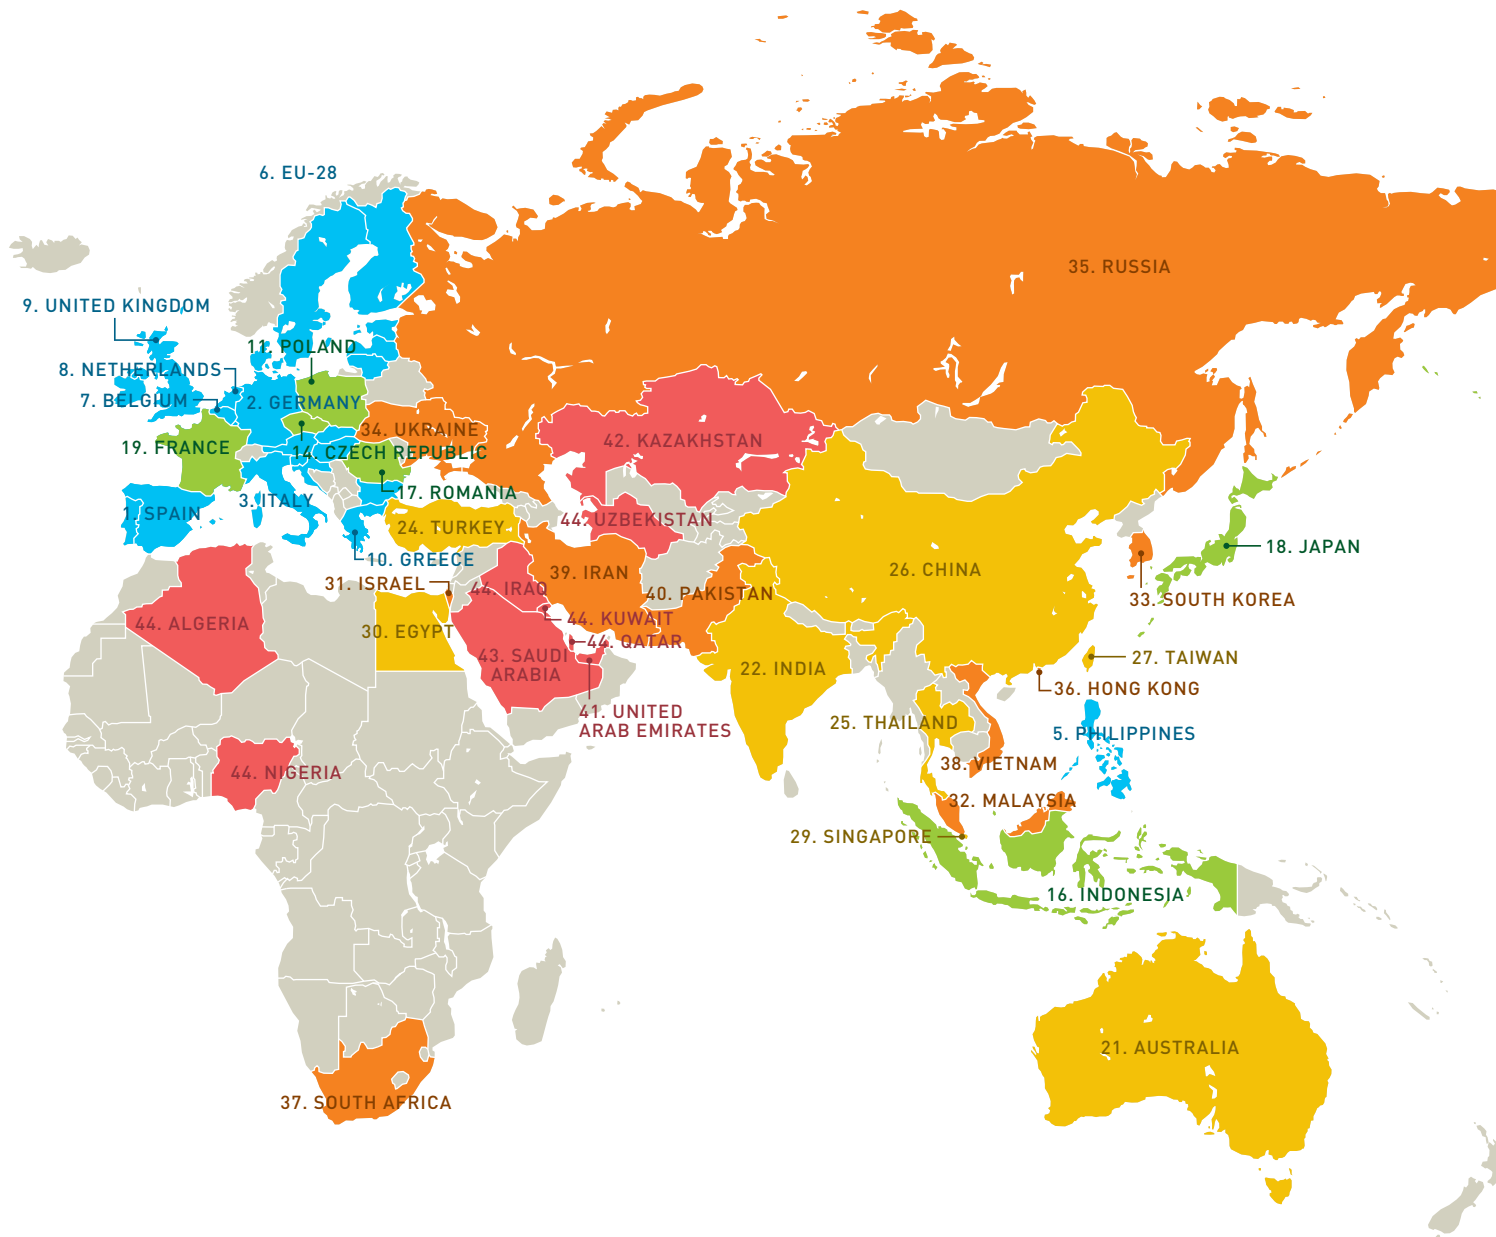 6. EU-28
35. RUSSIA
9. UNITED KINGDOM
11. POLAND
8. NETHERLANDS
7. BELGIUM
2. GERMANY
34. UKRAINE
42. KAZAKHSTAN
19. FRANCE
14. CZECH REPUBLIC
17. ROMANIA
3. ITALY
1. SPAIN
44. UZBEKISTAN
24. TURKEY
18. JAPAN
10. GREECE
26. CHINA
39. IRAN
31. ISRAEL
44. IRAQ
40. PAKISTAN
33. SOUTH KOREA
44. KUWAIT
44. ALGERIA
30. EGYPT
44. QATAR
43. SAUDI
ARABIA
27. TAIWAN
22. INDIA
36. HONG KONG
41. UNITED
ARAB EMIRATES
25. THAILAND
5. PHILIPPINES
38. VIETNAM
44. NIGERIA
32. MALAYSIA
29. SINGAPORE
16. INDONESIA
21. AUSTRALIA
37. SOUTH AFRICA